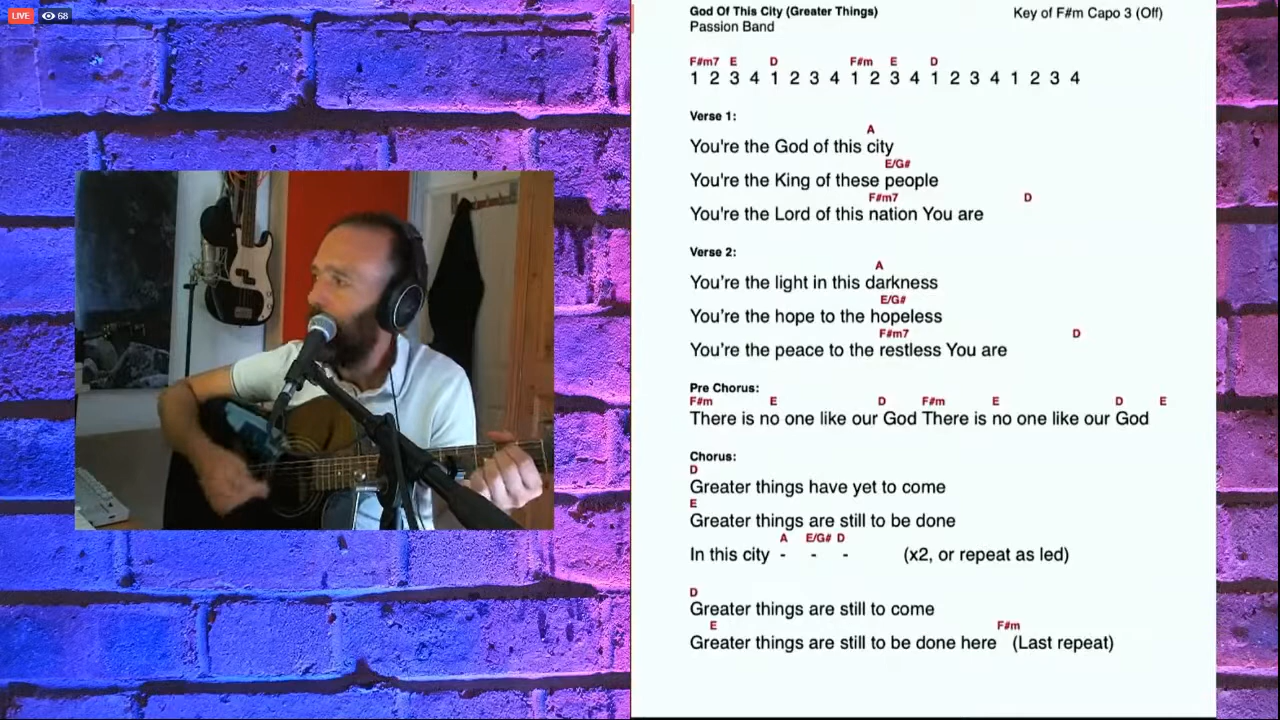 LIVE 68
God Of This City (Greater Things) Key of F#m Capo 3 (Off)
Passion Band
F#m7 E D F#m E D
1 2 3 4 1 2 3 4 1 2 3 4 1 2 3 4 1 2 3 4
Verse 1:
A
You're the God of this city
E/G#
You're the King of these people
F#m7 D
You're the Lord of this nation You are
Verse 2:
A
You're the light in this darkness
E/G#
You're the hope to the hopeless
F#m7 D
You're the peace to the restless You are
Pre Chorus:
F#m E D F#m E D E
There is no one like our God There is no one like our God
Chorus:
D
Greater things have yet to come
E
Greater things are still to be done
A E/G# D
In this city - - - (x2, or repeat as led)
D
Greater things are still to come
E F#m
Greater things are still to be done here (Last repeat)